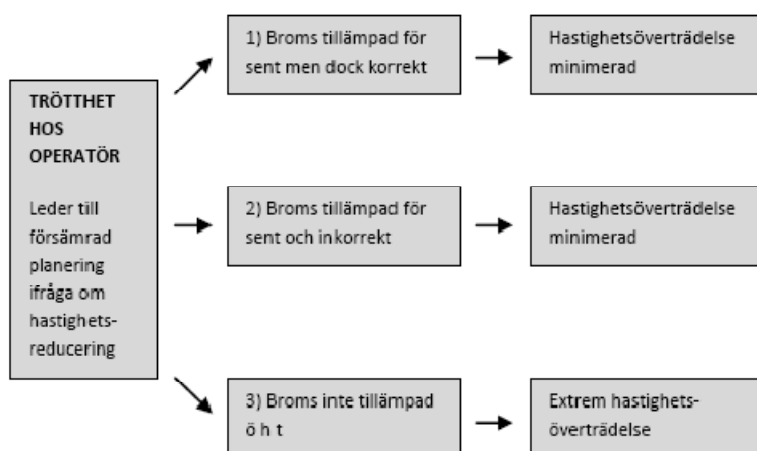 TRÖTTHET
HOS
OPERATÖR
Leder till
försämrad
planering
ifråga om
hastighets-
reducering
1) Broms tillämpad för
sent men dock korrekt
Hastighetsöverträdelse
minimerad
2) Broms tillämpad för
sent och inkorrekt
Hastighetsöverträdelse
minimerad
3) Broms inte tillämpad
ö h t
Extrem hastighets-
överträdelse